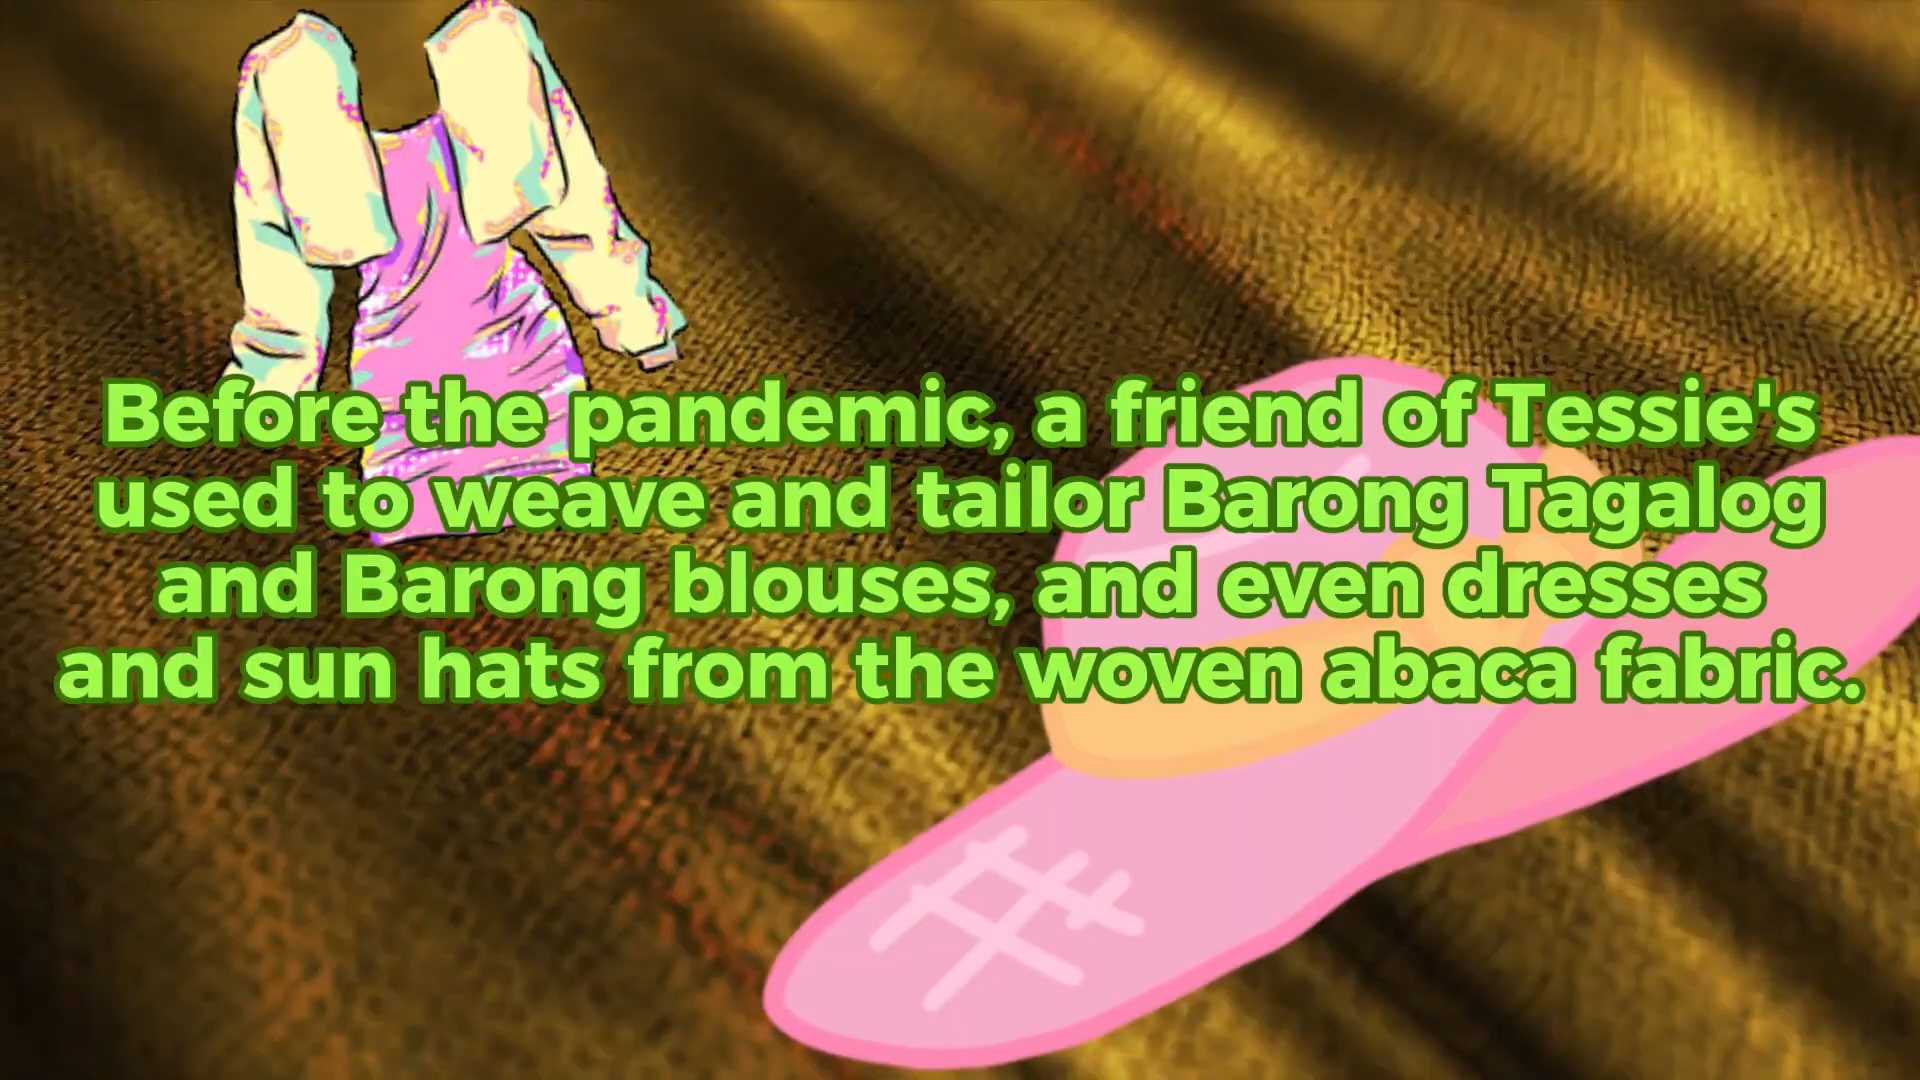 Before the pandemic, a friend of Tessie's
used to weave and tailor Barong Tagalog
and Barong blouses, and even dresses
and sun hats from the woven abaca fabric.